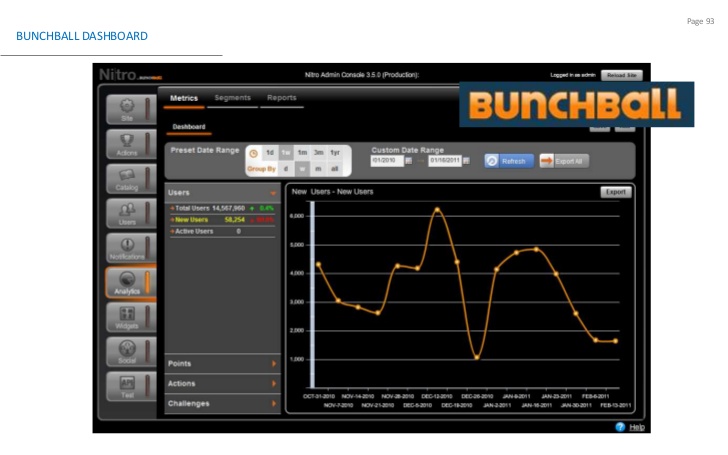 Page 93
BUNCHBALL DASHBOARD
Nitro BUNCHBALL
Nitro Admin Console 3.5.0 (Production):
Logged in as admin
Reload Site
BUNCHBALL
Metrics Segments Reports
Dashboard
Preset Date Range
1d 1w 1m 3m 1yr
Group By d w m all
Custom Date Range
/01/2010 01/16/2011
Refresh
Export All
Site
Actions
Catalog
Users
Notifications
Analytics
Widgets
Social
Test
Users
Total Users 14,567,960 0.4%
New Users 58,254
Active Users 0
Points
Actions
Challenges
New Users - New Users
Export
6,000
5,000
4,000
3,000
2,000
1,000
OCT-31-2010 NOV-14-2010 NOV-28-2010 DEC-12-2010 DEC-26-2010 JAN-9-2011 JAN-23-2011 FEB-6-2011
NOV-7-2010 NOV-21-2010 DEC-5-2010 DEC-19-2010 JAN-2-2011 JAN-16-2011 JAN-30-2011 FEB-13-2011
Help